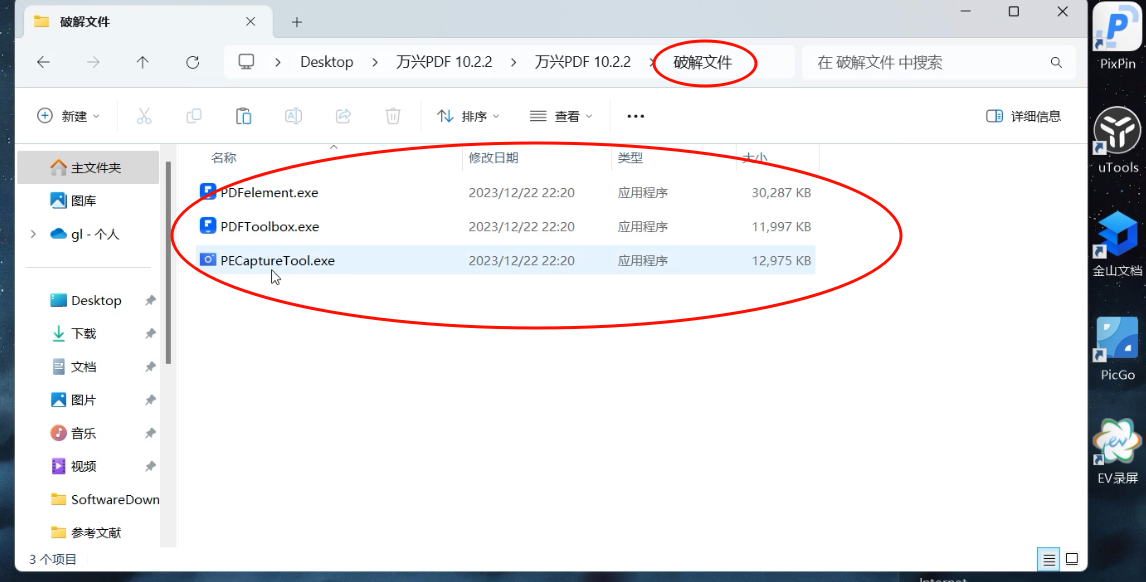 破解文件
Desktop
万兴PDF 10.2.2
万兴PDF 10.2.2
破解文件
在 破解文件 中搜索
新建
排序
查看
详细信息
主文件夹
图库
gl - 个人
Desktop
下载
文档
图片
音乐
视频
SoftwareDown
参考文献
名称
修改日期
类型
大小
PDFelement.exe
2023/12/22 22:20
应用程序
30,287 KB
PDFToolbox.exe
2023/12/22 22:20
应用程序
11,997 KB
PECaptureTool.exe
2023/12/22 22:20
应用程序
12,975 KB
3 个项目
PixPin
uTools
金山文档
PicGo
EV录屏
Internet